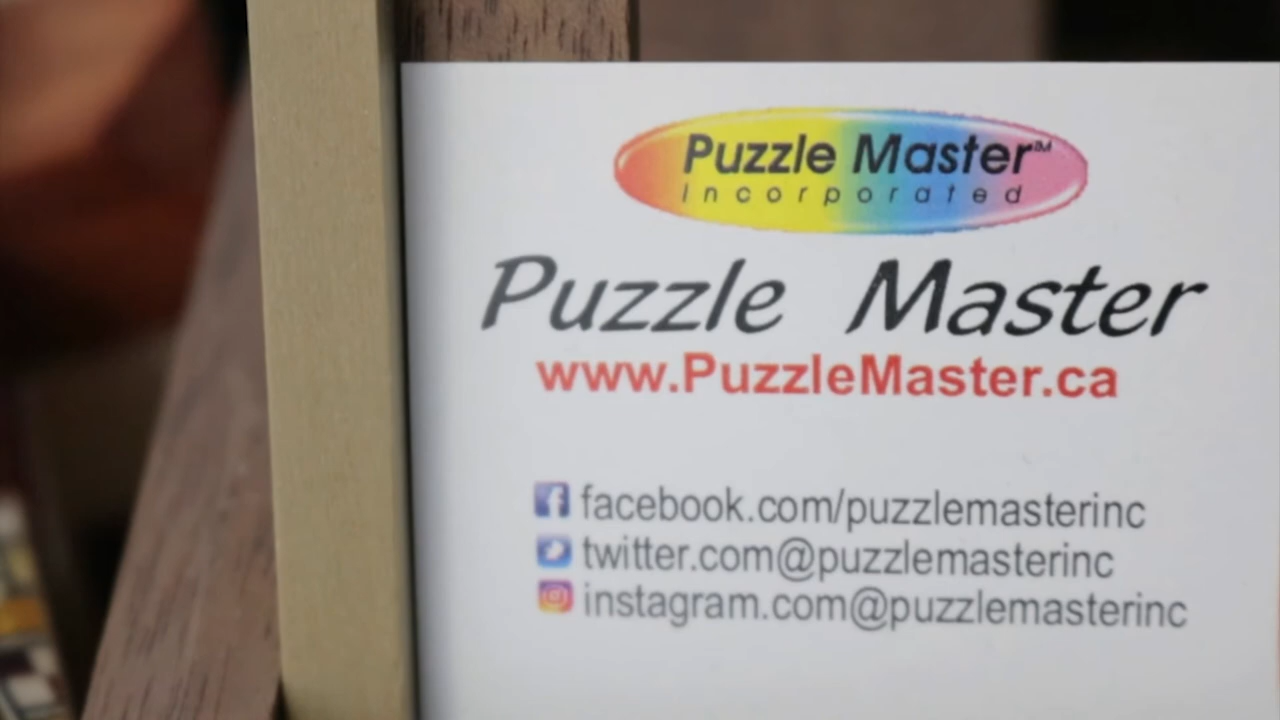 Puzzle Master™
Incorporated
Puzzle Master
www.PuzzleMaster.ca
facebook.com/puzzlemasterinc
twitter.com@puzzlemasterinc
instagram.com@puzzlemasterinc